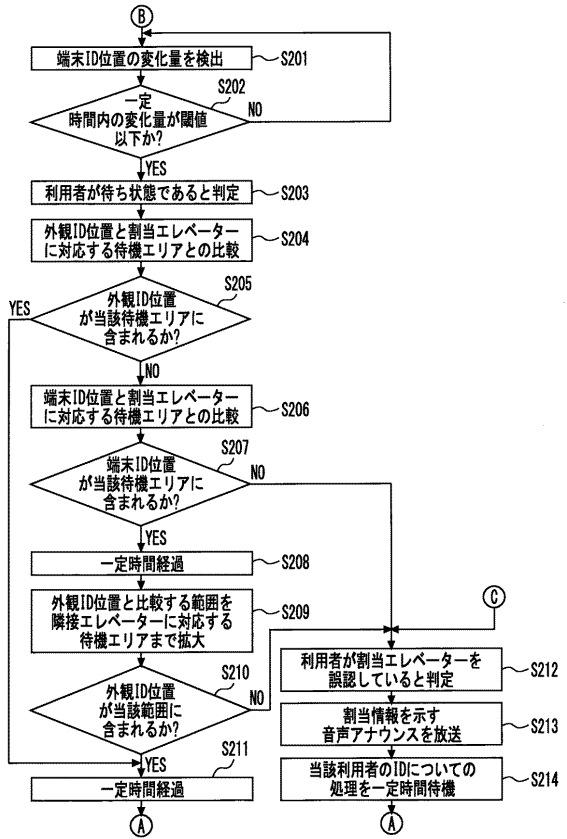 B
端末ID位置の変化量を検出
S201
一定
時間内の変化量が閾値
以下か?
S202
NO
YES
利用者が待ち状態であると判定
S203
外観ID位置と割当エレベーター
に対応する待機エリアとの比較
S204
外観ID位置
が当該待機エリアに
含まれるか?
S205
YES
NO
端末ID位置と割当エレベーター
に対応する待機エリアとの比較
S206
端末ID位置
が当該待機エリアに
含まれるか?
S207
NO
YES
一定時間経過
S208
外観ID位置と比較する範囲を
隣接エレベーターに対応する
待機エリアまで拡大
S209
外観ID位置
が当該範囲に
含まれるか?
S210
NO
YES
一定時間経過
S211
A
C
利用者が割当エレベーターを
誤認していると判定
S212
割当情報を示す
音声アナウンスを放送
S213
当該利用者のIDについての
処理を一定時間待機
S214
A